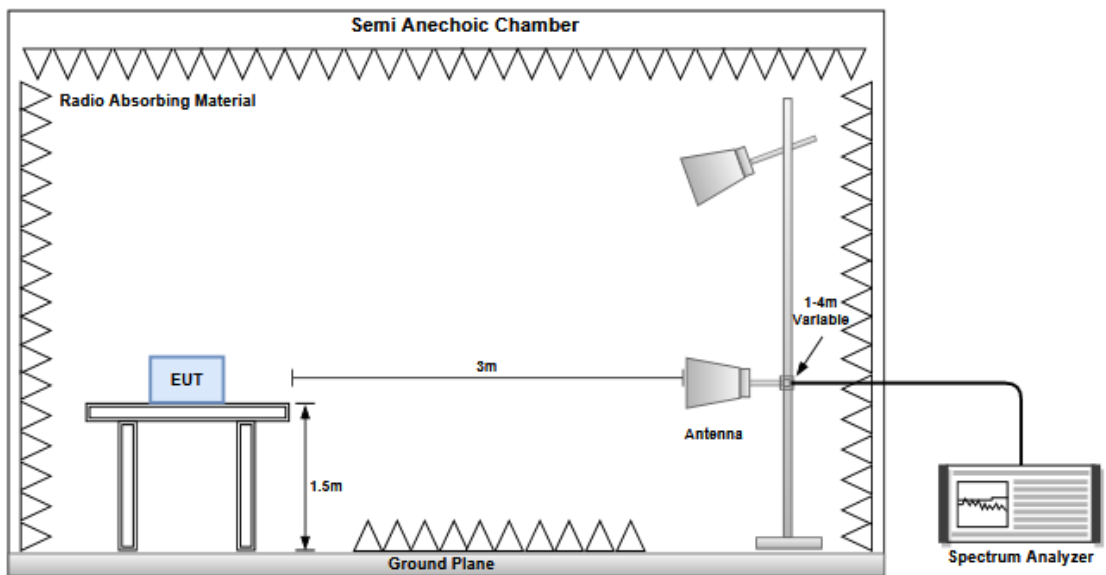 Semi Anechoic Chamber
Radio Absorbing Material
1-4m
Variable
3m
EUT
Antenna
1.5m
Ground Plane
Spectrum Analyzer